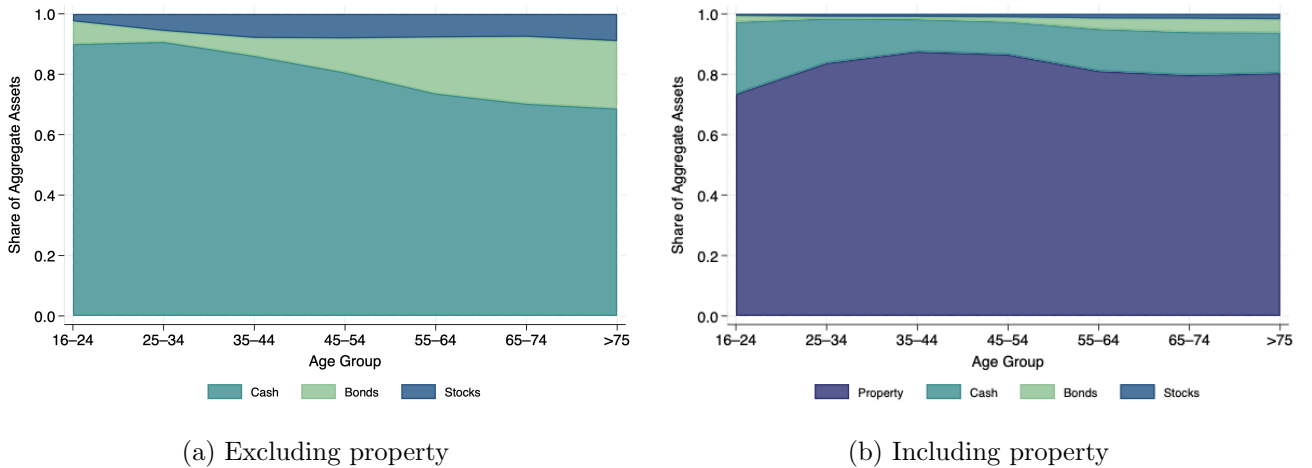 Share of Aggregate Assets
1.0
0.8
0.6
0.4
0.2
0.0
16–24 25–34 35–44 45–54 55–64 65–74 >75
Age Group
Cash Bonds Stocks
(a) Excluding property
Share of Aggregate Assets
1.0
0.8
0.6
0.4
0.2
0.0
16–24 25–34 35–44 45–54 55–64 65–74 >75
Age Group
Property Cash Bonds Stocks
(b) Including property